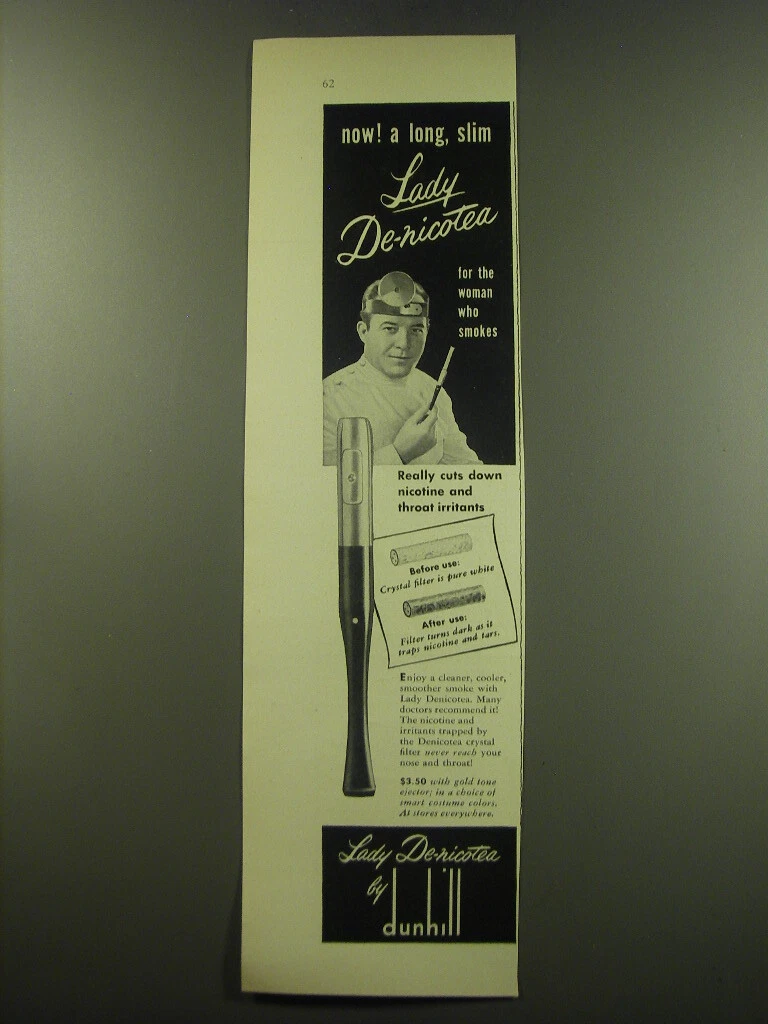 62
now! a long, slim
Lady
De-nicotea
for the
woman
who
smokes
Really cuts down
nicotine and
throat irritants
Before use:
Crystal filter is pure white
After use:
Filter turns dark as it
traps nicotine and tars.
Enjoy a cleaner, cooler,
smoother smoke with
Lady Denicotea. Many
doctors recommend it!
The nicotine and
irritants trapped by
the Denicotea crystal
filter never reach your
nose and throat!
$3.50 with gold tone
ejector; in a choice of
smart costume colors.
At stores everywhere.
Lady De-nicotea
by
dunhill